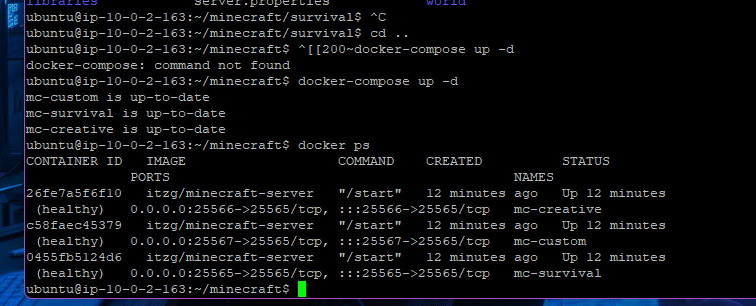 libraries server.properties world
ubuntu@ip-10-0-2-163:~/minecraft/survival$ ^C
ubuntu@ip-10-0-2-163:~/minecraft/survival$ cd ..
ubuntu@ip-10-0-2-163:~/minecraft$ ^[[200~docker-compose up -d
docker-compose: command not found
ubuntu@ip-10-0-2-163:~/minecraft$ docker-compose up -d
mc-custom is up-to-date
mc-survival is up-to-date
mc-creative is up-to-date
ubuntu@ip-10-0-2-163:~/minecraft$ docker ps
CONTAINER ID IMAGE COMMAND CREATED STATUS
PORTS NAMES
26fe7a5f6f10 itzg/minecraft-server "/start" 12 minutes ago Up 12 minutes
(healthy) 0.0.0.0:25566->25565/tcp, :::25566->25565/tcp mc-creative
c58faec45379 itzg/minecraft-server "/start" 12 minutes ago Up 12 minutes
(healthy) 0.0.0.0:25567->25565/tcp, :::25567->25565/tcp mc-custom
0455fb5124d6 itzg/minecraft-server "/start" 12 minutes ago Up 12 minutes
(healthy) 0.0.0.0:25565->25565/tcp, :::25565->25565/tcp mc-survival
ubuntu@ip-10-0-2-163:~/minecraft$